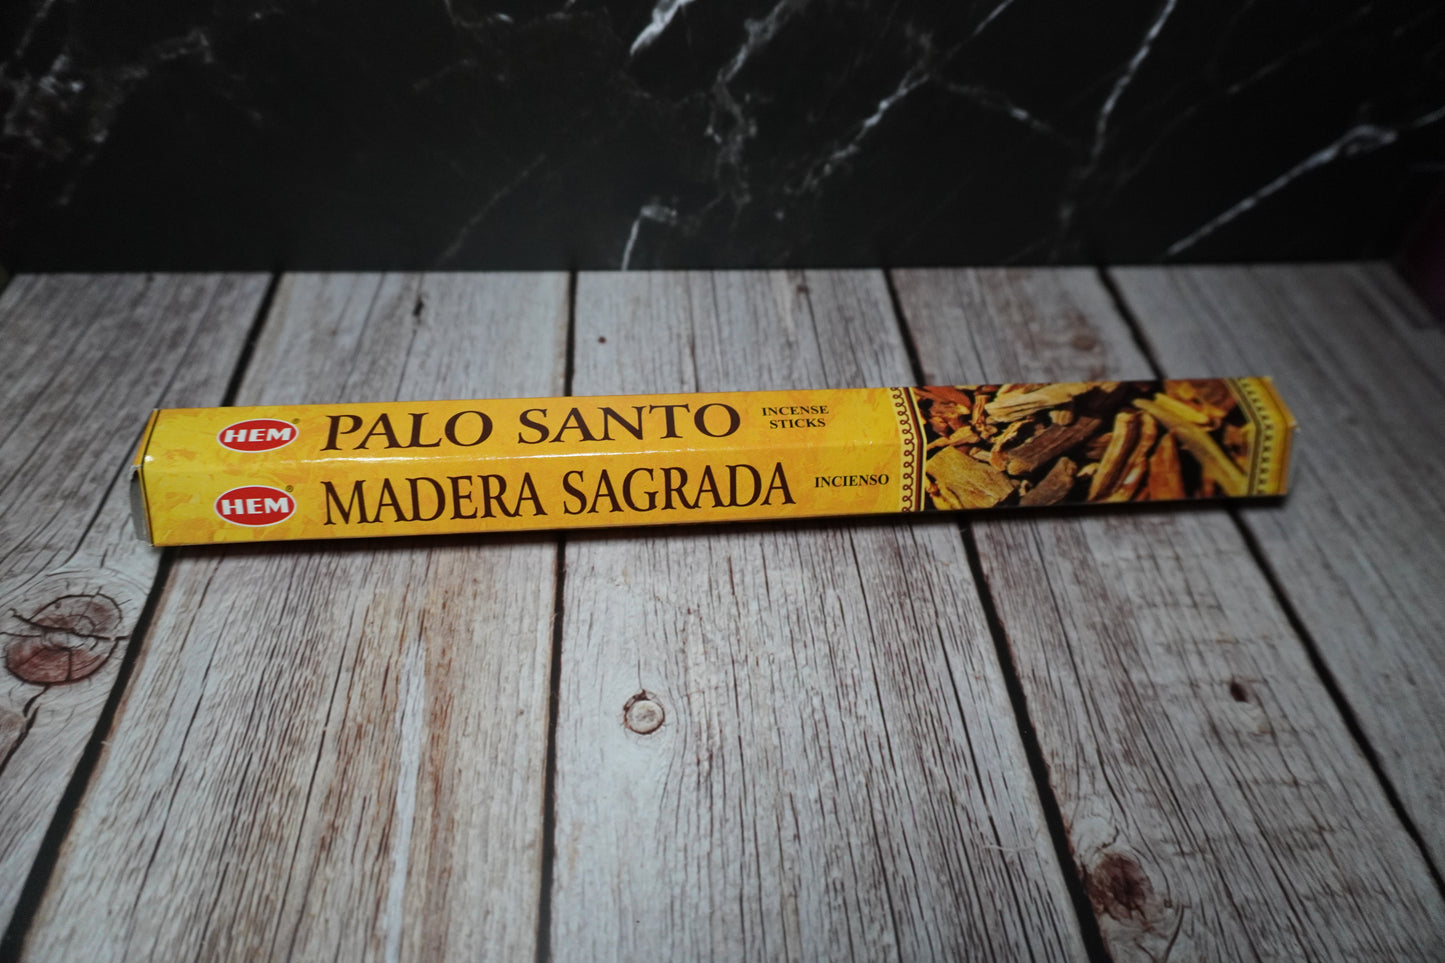 HEM® PALO SANTO INCENSE STICKS
HEM® MADERA SAGRADA INCIENSO